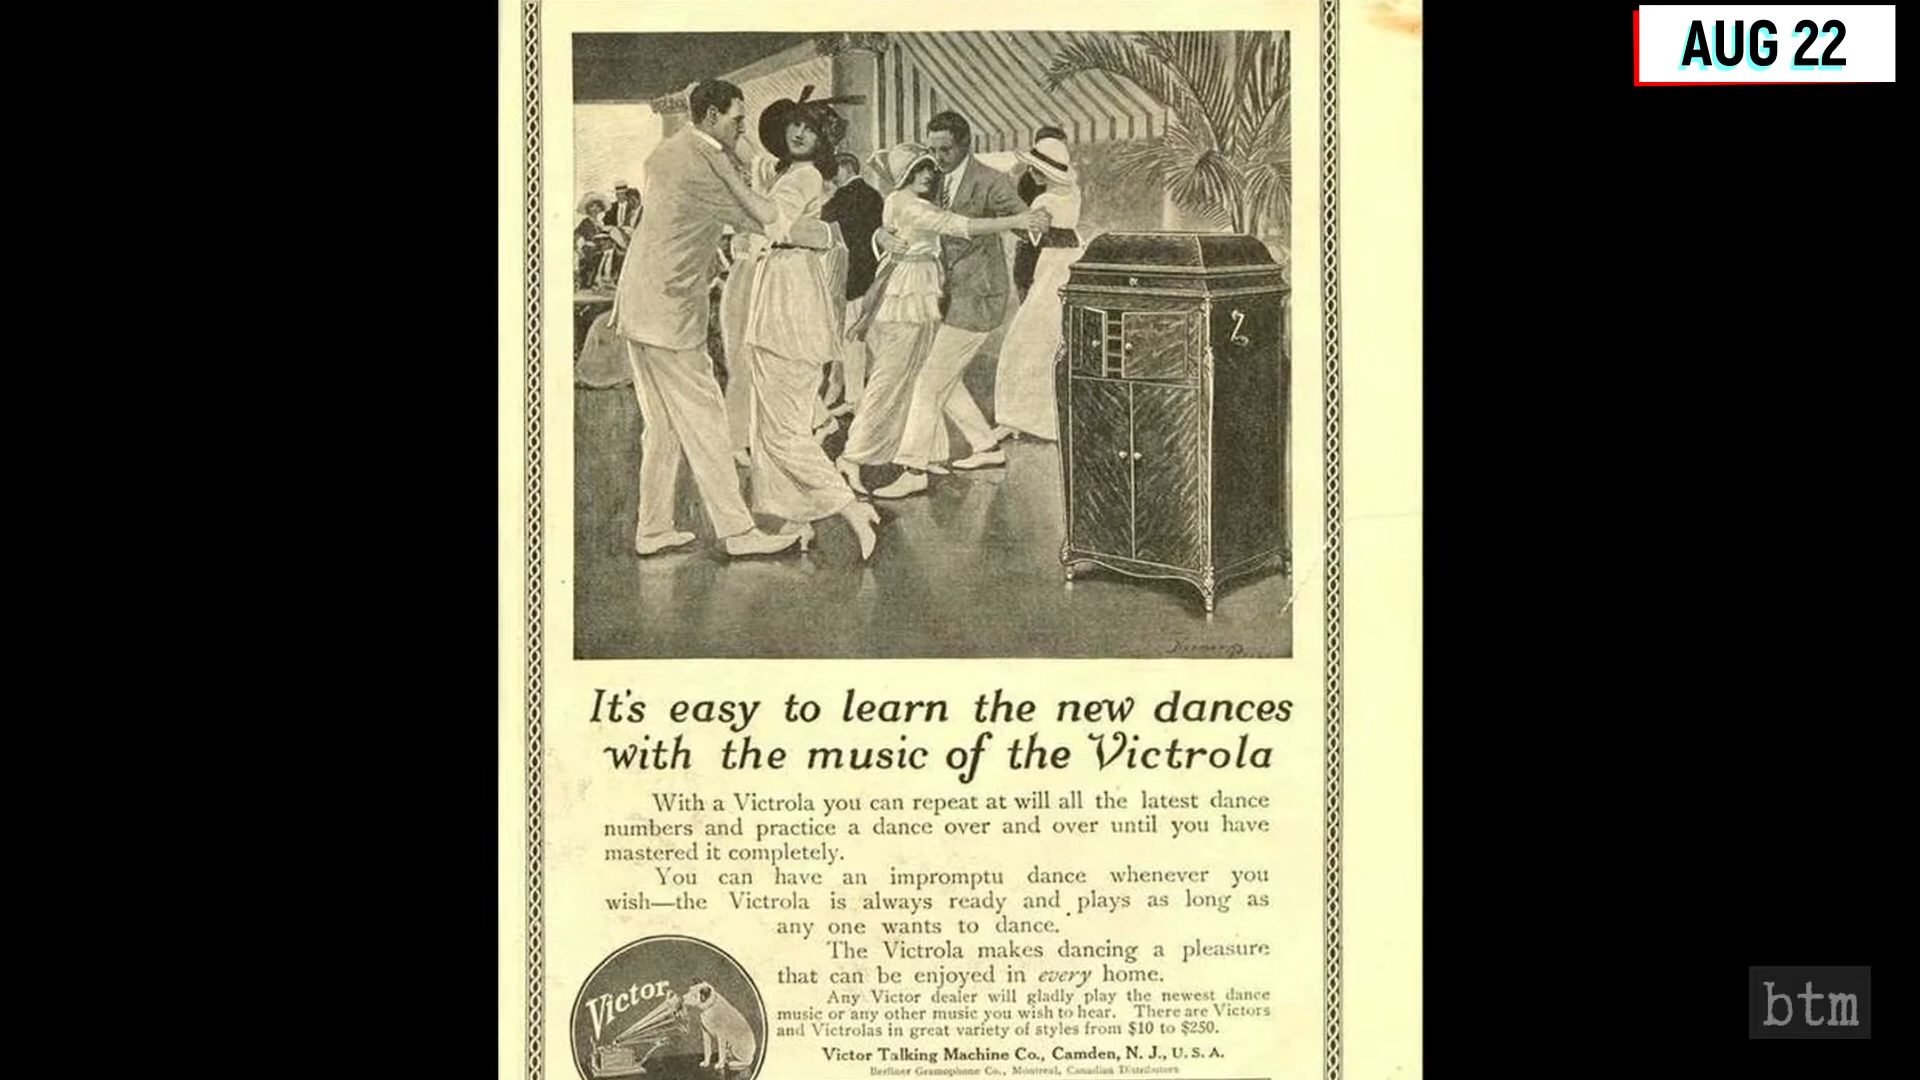 AUG 22
It's easy to learn the new dances
with the music of the Victrola
With a Victrola you can repeat at will all the latest dance
numbers and practice a dance over and over until you have
mastered it completely.
You can have an impromptu dance whenever you
wish—the Victrola is always ready and plays as long as
any one wants to dance.
The Victrola makes dancing a pleasure
that can be enjoyed in every home.
Any Victor dealer will gladly play the newest dance
music or any other music you wish to hear. There are Victors
and Victrolas in great variety of styles from $10 to $250.
Victor Talking Machine Co., Camden, N. J., U. S. A.
Berliner Gramophone Co., Montreal, Canadian Distributors
Victor
btm